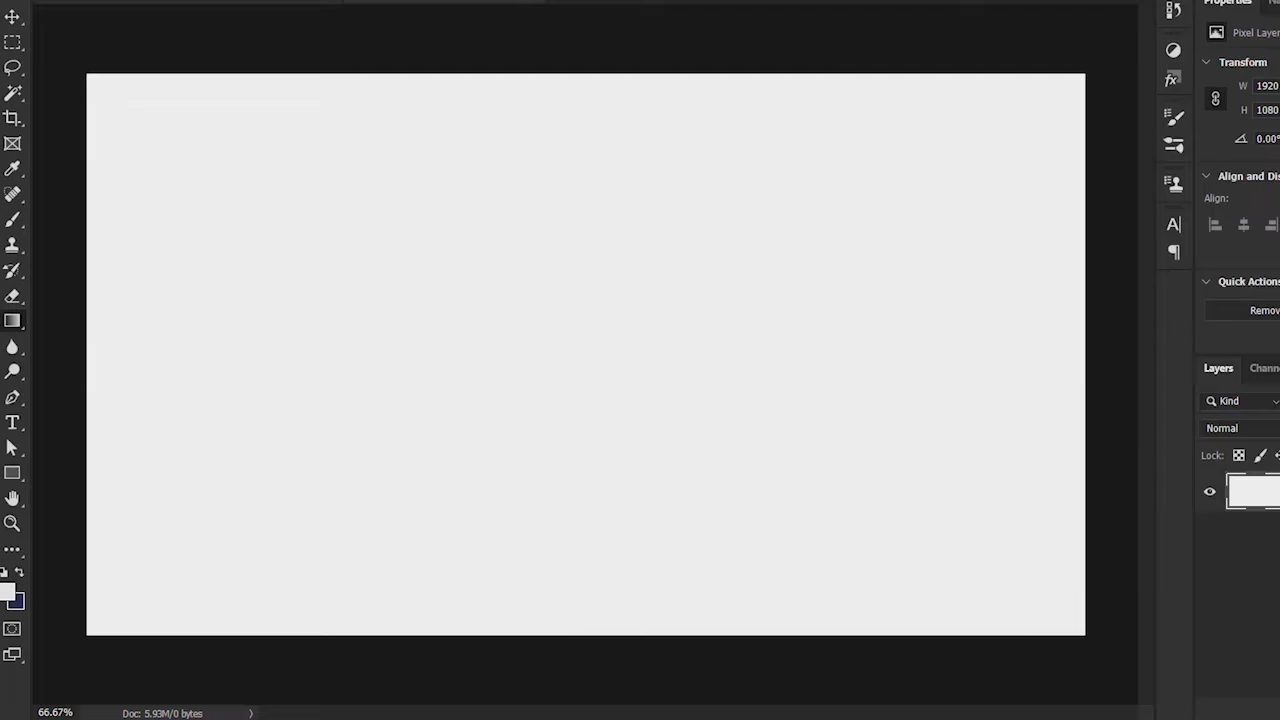 Properties
Pixel Layer
Transform
W 1920
H 1080
0.00°
Align and Dis
Align:
Quick Actions
Remov
Layers Chann
Kind
Normal
Lock:
66.67% Doc: 5.93M/0 bytes